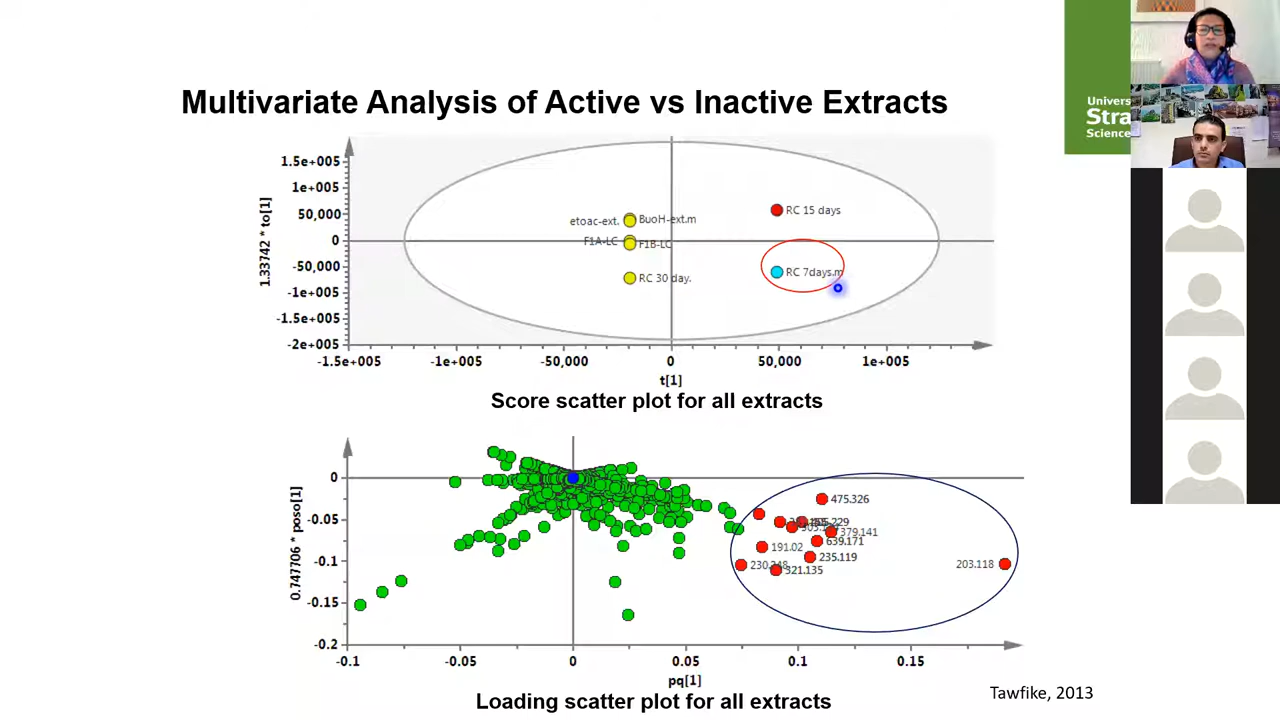 Multivariate Analysis of Active vs Inactive Extracts
Univers
Stra
Science
1.5e+005
1e+005
50,000
0
-50,000
-1e+005
-1.5e+005
-2e+005
1.33742 * to[1]
etoac-ext.
BuoH-ext.m
F1A-LC
F1B-LC
RC 30 day.
RC 15 days
RC 7days.m
-1.5e+005 -1e+005 -50,000 0 50,000 1e+005
t[1]
Score scatter plot for all extracts
0
-0.05
-0.1
-0.15
-0.2
0.747706 * poso[1]
475.326
379.141
639.171
191.02
235.119
321.135
203.118
-0.1 -0.05 0 0.05 0.1 0.15
pq[1]
Loading scatter plot for all extracts
Tawfike, 2013